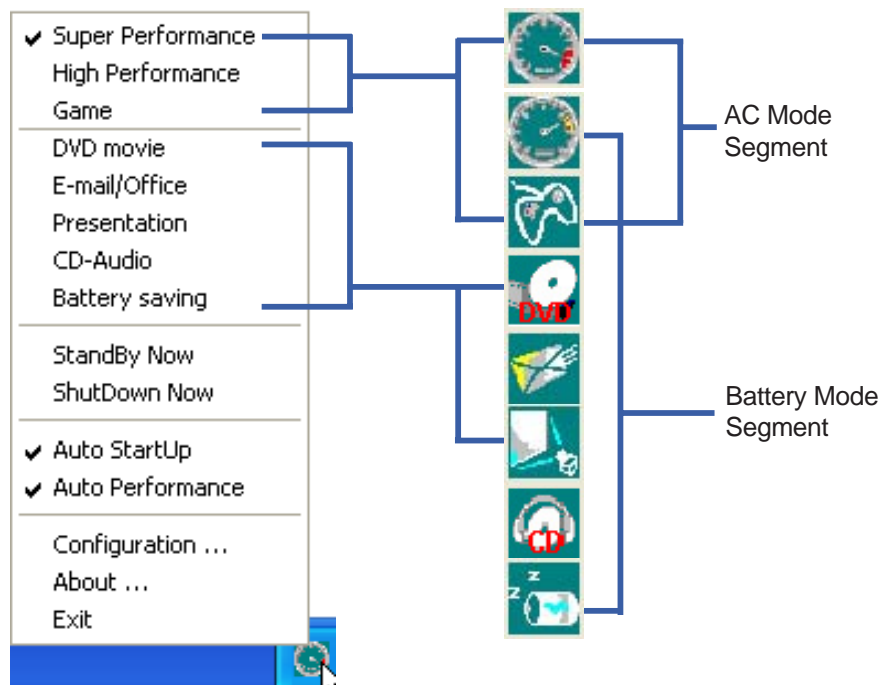 Super Performance
High Performance
Game
DVD movie
E-mail/Office
Presentation
CD-Audio
Battery saving
StandBy Now
ShutDown Now
Auto StartUp
Auto Performance
Configuration ...
About ...
Exit
DVD
CD
z
z
AC Mode
Segment
Battery Mode
Segment